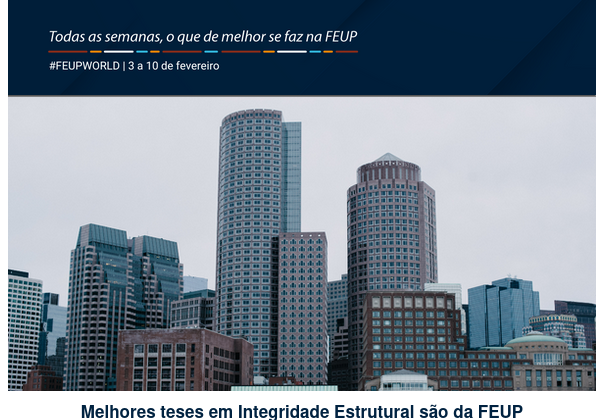 Todas as semanas, o que de melhor se faz na FEUP
#FEUPWORLD | 3 a 10 de fevereiro
Melhores teses em Integridade Estrutural são da FEUP